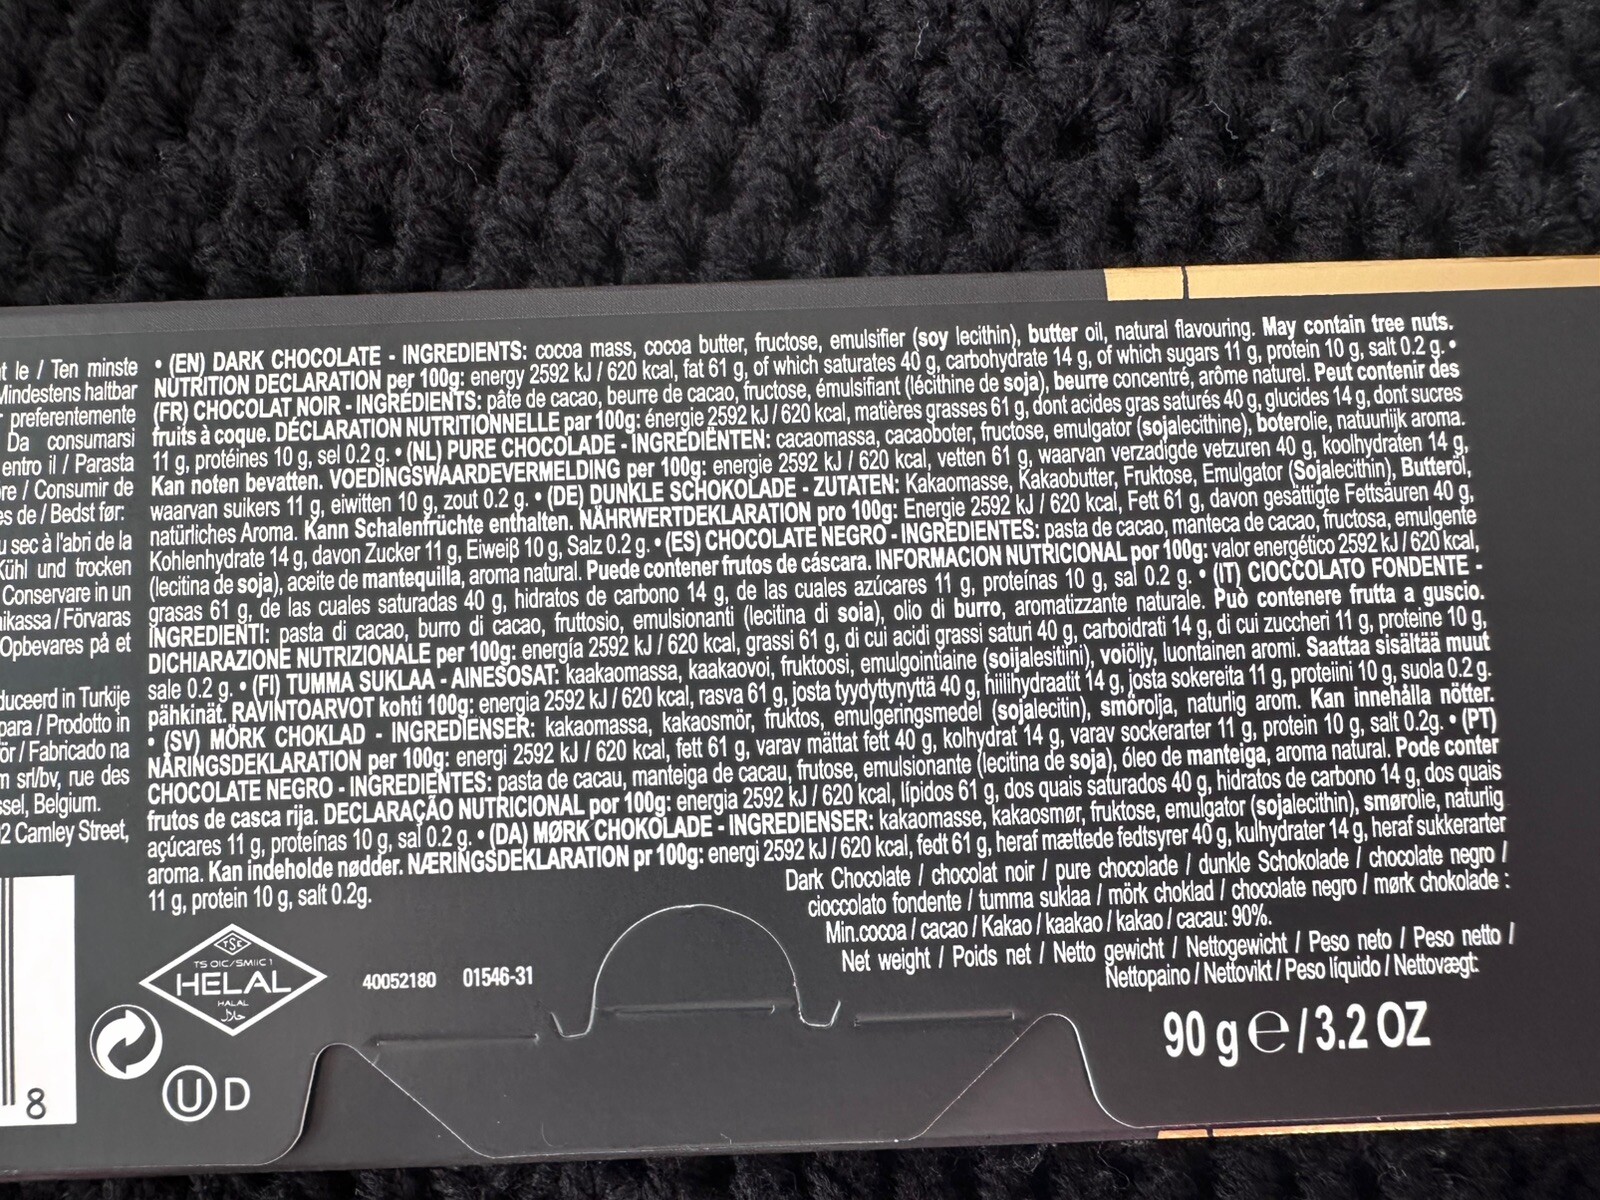 t le / Ten minste
Mindestens haltbar
preferentemente
Da consumarsi
entro il / Parasta
re / Consumir de
es de / Bedst før:
u sec à l'abri de la
Kühl und trocken
Conservare in un
aikassa / Förvaras
Opbevares på et
duceerd in Turkije
para / Prodotto in
ör / Fabricado na
m srl/bv, rue des
ssel, Belgium.
2 Camley Street,
• (EN) DARK CHOCOLATE - INGREDIENTS: cocoa mass, cocoa butter, fructose, emulsifier (soy lecithin), butter oil, natural flavouring. May contain tree nuts.
NUTRITION DECLARATION per 100g: energy 2592 kJ / 620 kcal, fat 61 g, of which saturates 40 g, carbohydrate 14 g, of which sugars 11 g, protein 10 g, salt 0.2 g. •
(FR) CHOCOLAT NOIR - INGRÉDIENTS: pâte de cacao, beurre de cacao, fructose, émulsifiant (lécithine de soja), beurre concentré, arôme naturel. Peut contenir des
fruits à coque. DÉCLARATION NUTRITIONNELLE par 100g: énergie 2592 kJ / 620 kcal, matières grasses 61 g, dont acides gras saturés 40 g, glucides 14 g, dont sucres
11 g, protéines 10 g, sel 0.2 g. • (NL) PURE CHOCOLADE - INGREDIËNTEN: cacaomassa, cacaoboter, fructose, emulgator (sojalecithine), boterolie, natuurlijk aroma.
Kan noten bevatten. VOEDINGSWAARDEVERMELDING per 100g: energie 2592 kJ / 620 kcal, vetten 61 g, waarvan verzadigde vetzuren 40 g, koolhydraten 14 g,
waarvan suikers 11 g, eiwitten 10 g, zout 0.2 g. • (DE) DUNKLE SCHOKOLADE - ZUTATEN: Kakaomasse, Kakaobutter, Fruktose, Emulgator (Sojalecithin), Butteröl,
natürliches Aroma. Kann Schalenfrüchte enthalten. NÄHRWERTDEKLARATION pro 100g: Energie 2592 kJ / 620 kcal, Fett 61 g, davon gesättigte Fettsäuren 40 g,
Kohlenhydrate 14 g, davon Zucker 11 g, Eiweiβ 10 g, Salz 0.2 g. • (ES) CHOCOLATE NEGRO - INGREDIENTES: pasta de cacao, manteca de cacao, fructosa, emulgente
(lecitina de soja), aceite de mantequilla, aroma natural. Puede contener frutos de cáscara. INFORMACION NUTRICIONAL por 100g: valor energético 2592 kJ / 620 kcal,
grasas 61 g, de las cuales saturadas 40 g, hidratos de carbono 14 g, de las cuales azúcares 11 g, proteínas 10 g, sal 0.2 g. • (IT) CIOCCOLATO FONDENTE -
INGREDIENTI: pasta di cacao, burro di cacao, fruttosio, emulsionanti (lecitina di soia), olio di burro, aromatizzante naturale. Può contenere frutta a guscio.
DICHIARAZIONE NUTRIZIONALE per 100g: energía 2592 kJ / 620 kcal, grassi 61 g, di cui acidi grassi saturi 40 g, carboidrati 14 g, di cui zuccheri 11 g, proteine 10 g,
sale 0.2 g. • (FI) TUMMA SUKLAA - AINESOSAT: kaakaomassa, kaakaovoi, fruktoosi, emulgointiaine (soijalesitiini), voiöljy, luontainen aromi. Saattaa sisältää muut
pähkinät. RAVINTOARVOT kohti 100g: energia 2592 kJ / 620 kcal, rasva 61 g, josta tyydyttynyttä 40 g, hiilihydraatit 14 g, josta sokereita 11 g, proteiini 10 g, suola 0.2 g.
• (SV) MÖRK CHOKLAD - INGREDIENSER: kakaomassa, kakaosmör, fruktos, emulgeringsmedel (sojalecitin), smörolja, naturlig arom. Kan innehålla nötter.
NÄRINGSDEKLARATION per 100g: energi 2592 kJ / 620 kcal, fett 61 g, varav mättat fett 40 g, kolhydrat 14 g, varav sockerarter 11 g, protein 10 g, salt 0.2g. • (PT)
CHOCOLATE NEGRO - INGREDIENTES: pasta de cacau, manteiga de cacau, frutose, emulsionante (lecitina de soja), óleo de manteiga, aroma natural. Pode conter
frutos de casca rija. DECLARAÇÃO NUTRICIONAL por 100g: energia 2592 kJ / 620 kcal, lípidos 61 g, dos quais saturados 40 g, hidratos de carbono 14 g, dos quais
açúcares 11 g, proteínas 10 g, sal 0.2 g. • (DA) MØRK CHOKOLADE - INGREDIENSER: kakaomasse, kakaosmør, fruktose, emulgator (sojalecithin), smørolie, naturlig
aroma. Kan indeholde nødder. NÆRINGSDEKLARATION pr 100g: energi 2592 kJ / 620 kcal, fedt 61 g, heraf mættede fedtsyrer 40 g, kulhydrater 14 g, heraf sukkerarter
11 g, protein 10 g, salt 0.2g.
Dark Chocolate / chocolat noir / pure chocolade / dunkle Schokolade / chocolate negro /
cioccolato fondente / tumma suklaa / mörk choklad / chocolate negro / mørk chokolade :
Min.cocoa / cacao / Kakao / kaakao / kakao / cacau: 90%.
Net weight / Poids net / Netto gewicht / Nettogewicht / Peso neto / Peso netto /
Nettopaino / Nettovikt / Peso líquido / Nettovægt:
90 g e / 3.2 OZ
TSE
TS OIC/SMIIC 1
HELAL
HALAL
حلال
40052180 01546-31
U D
8